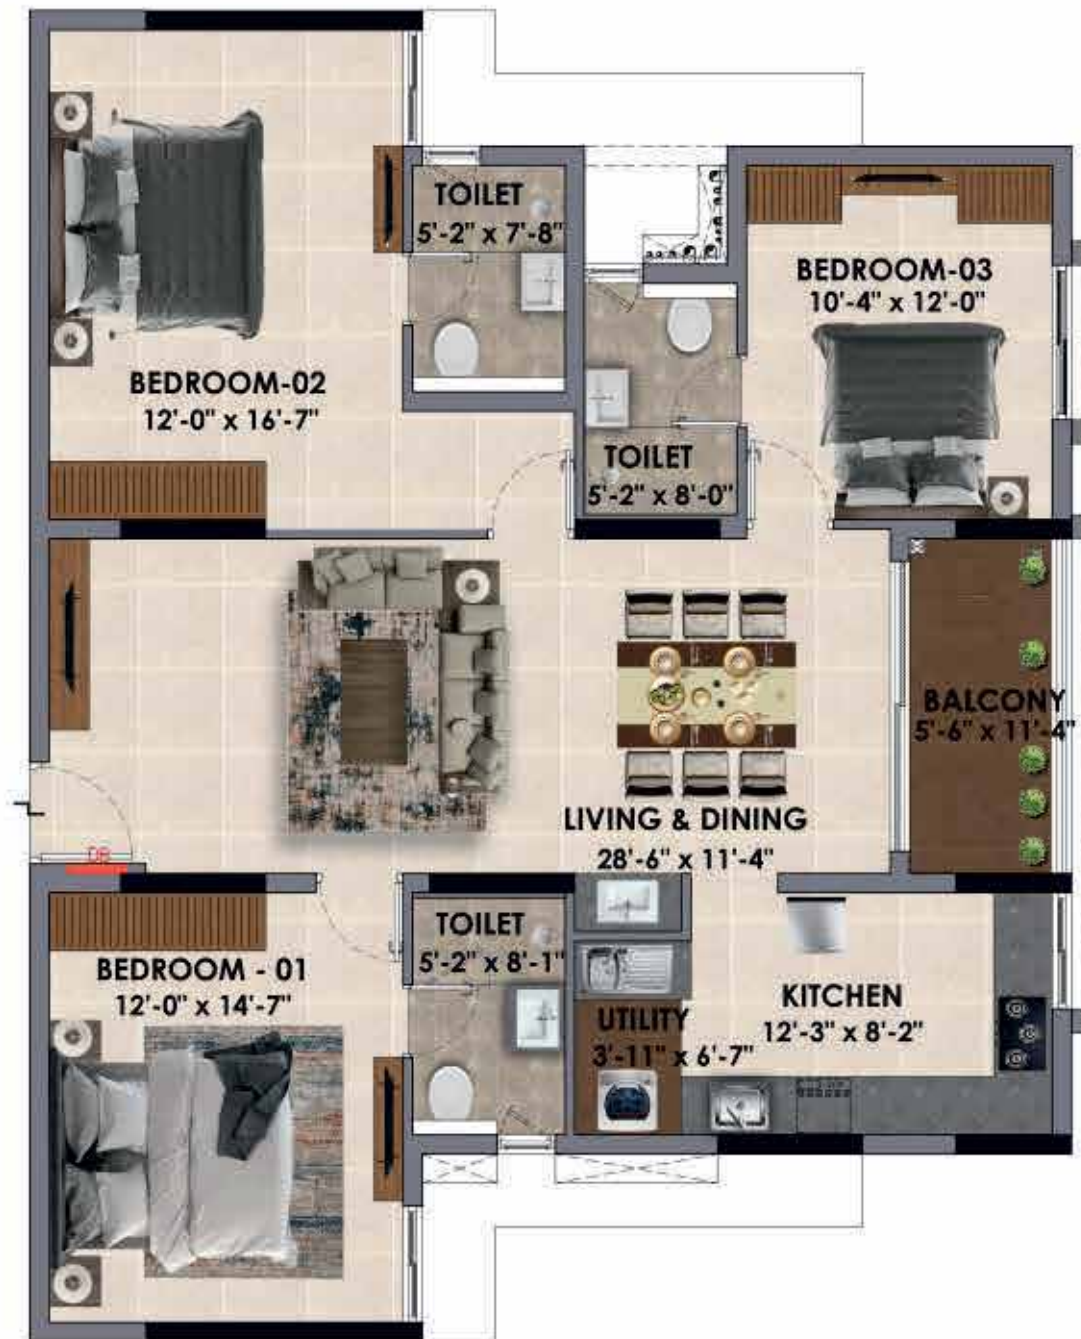 TOILET
5'-2" x 7'-8"
BEDROOM-03
10'-4" x 12'-0"
BEDROOM-02
12'-0" x 16'-7"
TOILET
5'-2" x 8'-0"
BALCONY
5'-6" x 11'-4"
LIVING & DINING
28'-6" x 11'-4"
DB
TOILET
5'-2" x 8'-1"
BEDROOM - 01
12'-0" x 14'-7"
KITCHEN
12'-3" x 8'-2"
UTILITY
3'-11" x 6'-7"